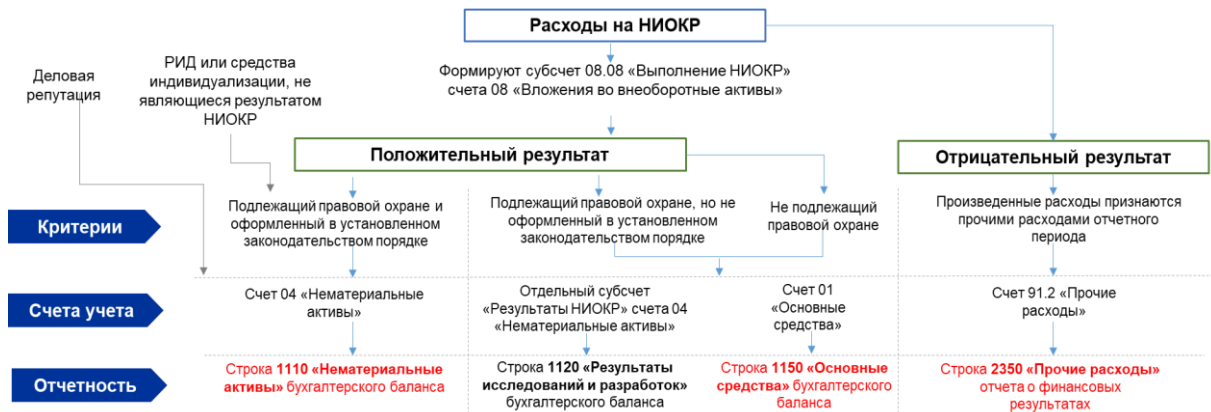 Расходы на НИОКР
Деловая
репутация
РИД или средства
индивидуализации, не
являющиеся результатом
НИОКР
Формируют субсчет 08.08 «Выполнение НИОКР»
счета 08 «Вложения во внеоборотные активы»
Положительный результат
Отрицательный результат
Критерии
Подлежащий правовой охране и
оформленный в установленном
законодательством порядке
Подлежащий правовой охране, но не
оформленный в установленном
законодательством порядке
Не подлежащий
правовой охране
Произведенные расходы признаются
прочими расходами отчетного
периода
Счета учета
Счет 04 «Нематериальные
активы»
Отдельный субсчет
«Результаты НИОКР» счета 04
«Нематериальные активы»
Счет 01
«Основные
средства»
Счет 91.2 «Прочие
расходы»
Отчетность
Строка 1110 «Нематериальные
активы» бухгалтерского баланса
Строка 1120 «Результаты
исследований и разработок»
бухгалтерского баланса
Строка 1150 «Основные
средства» бухгалтерского
баланса
Строка 2350 «Прочие расходы»
отчета о финансовых
результатах